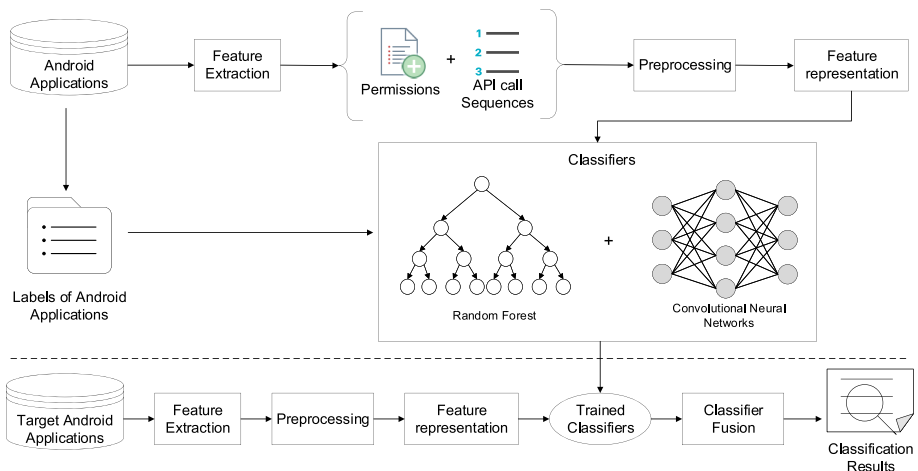 Android
Applications
Feature
Extraction
Permissions
+
1
2
3
API call
Sequences
Preprocessing
Feature
representation
Labels of Android
Applications
Classifiers
Random Forest
+
Convolutional Neural
Networks
Target Android
Applications
Feature
Extraction
Preprocessing
Feature
representation
Trained
Classifiers
Classifier
Fusion
Classification
Results